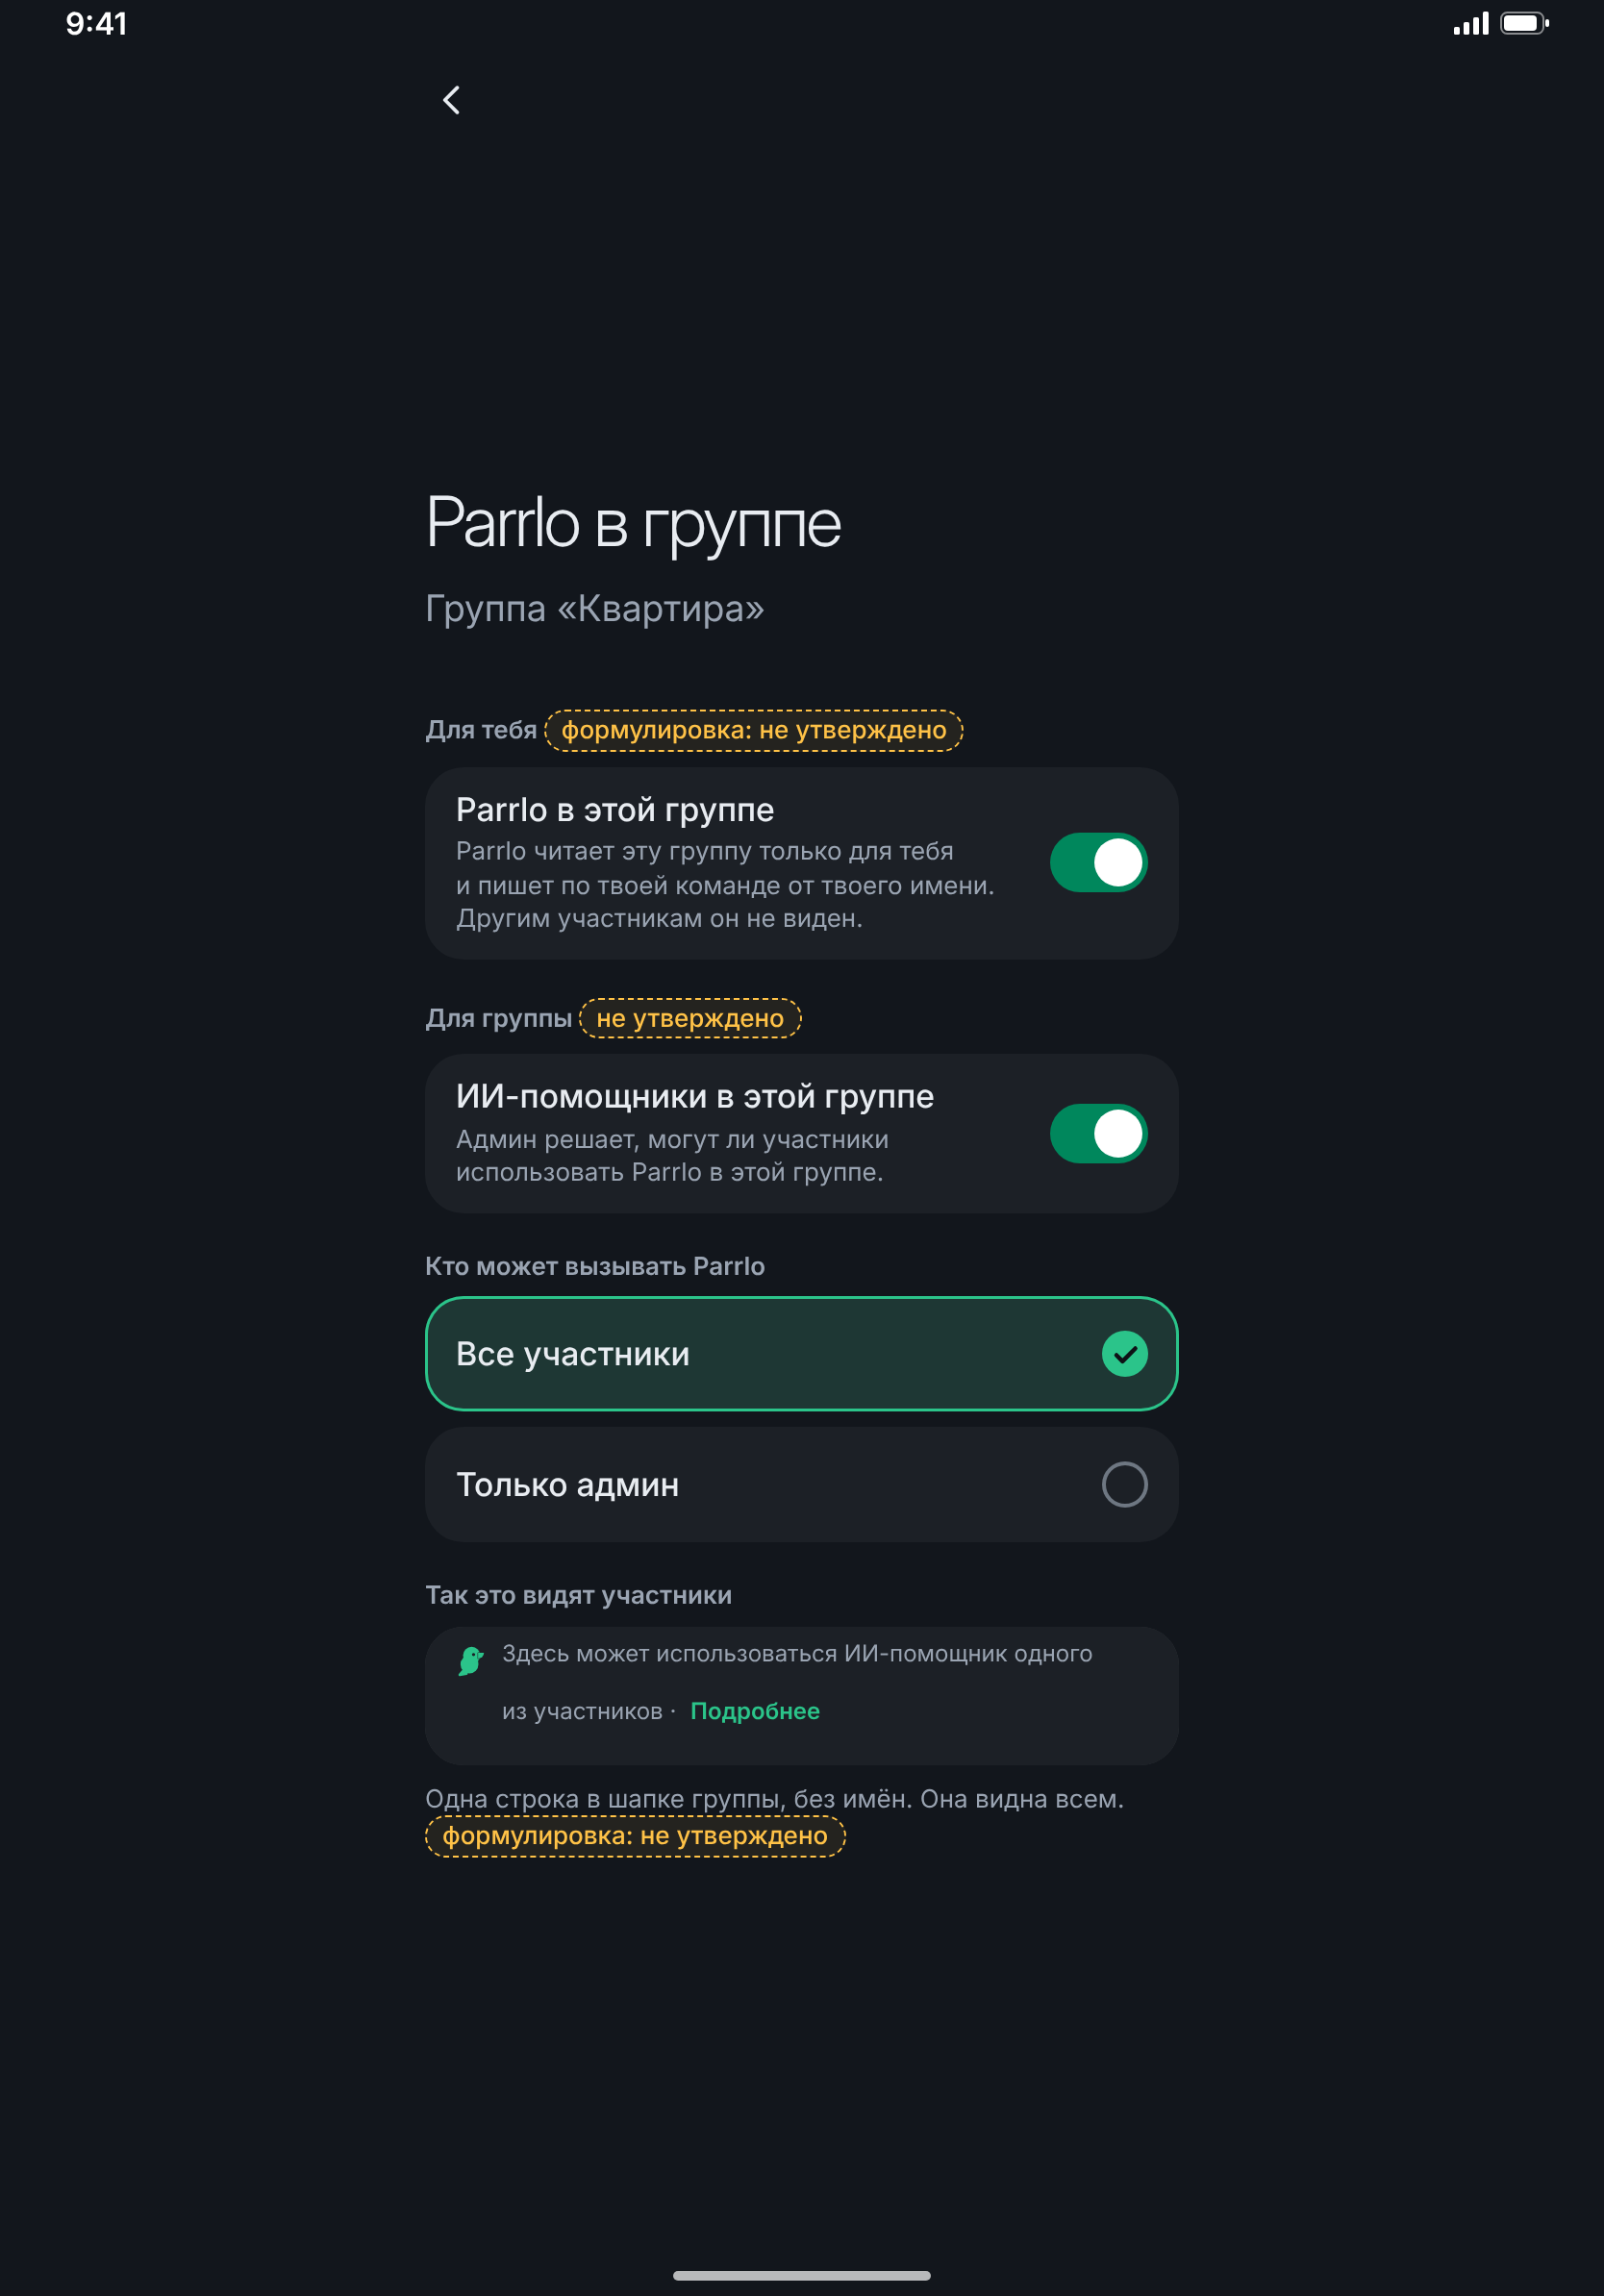 9:41
Parrlo в группе
Группа «Квартира»
Для тебя формулировка: не утверждено
Parrlo в этой группе
Parrlo читает эту группу только для тебя
и пишет по твоей команде от твоего имени.
Другим участникам он не виден.
Для группы не утверждено
ИИ-помощники в этой группе
Админ решает, могут ли участники
использовать Parrlo в этой группе.
Кто может вызывать Parrlo
Все участники
Только админ
Так это видят участники
Здесь может использоваться ИИ-помощник одного
из участников · Подробнее
Одна строка в шапке группы, без имён. Она видна всем.
формулировка: не утверждено